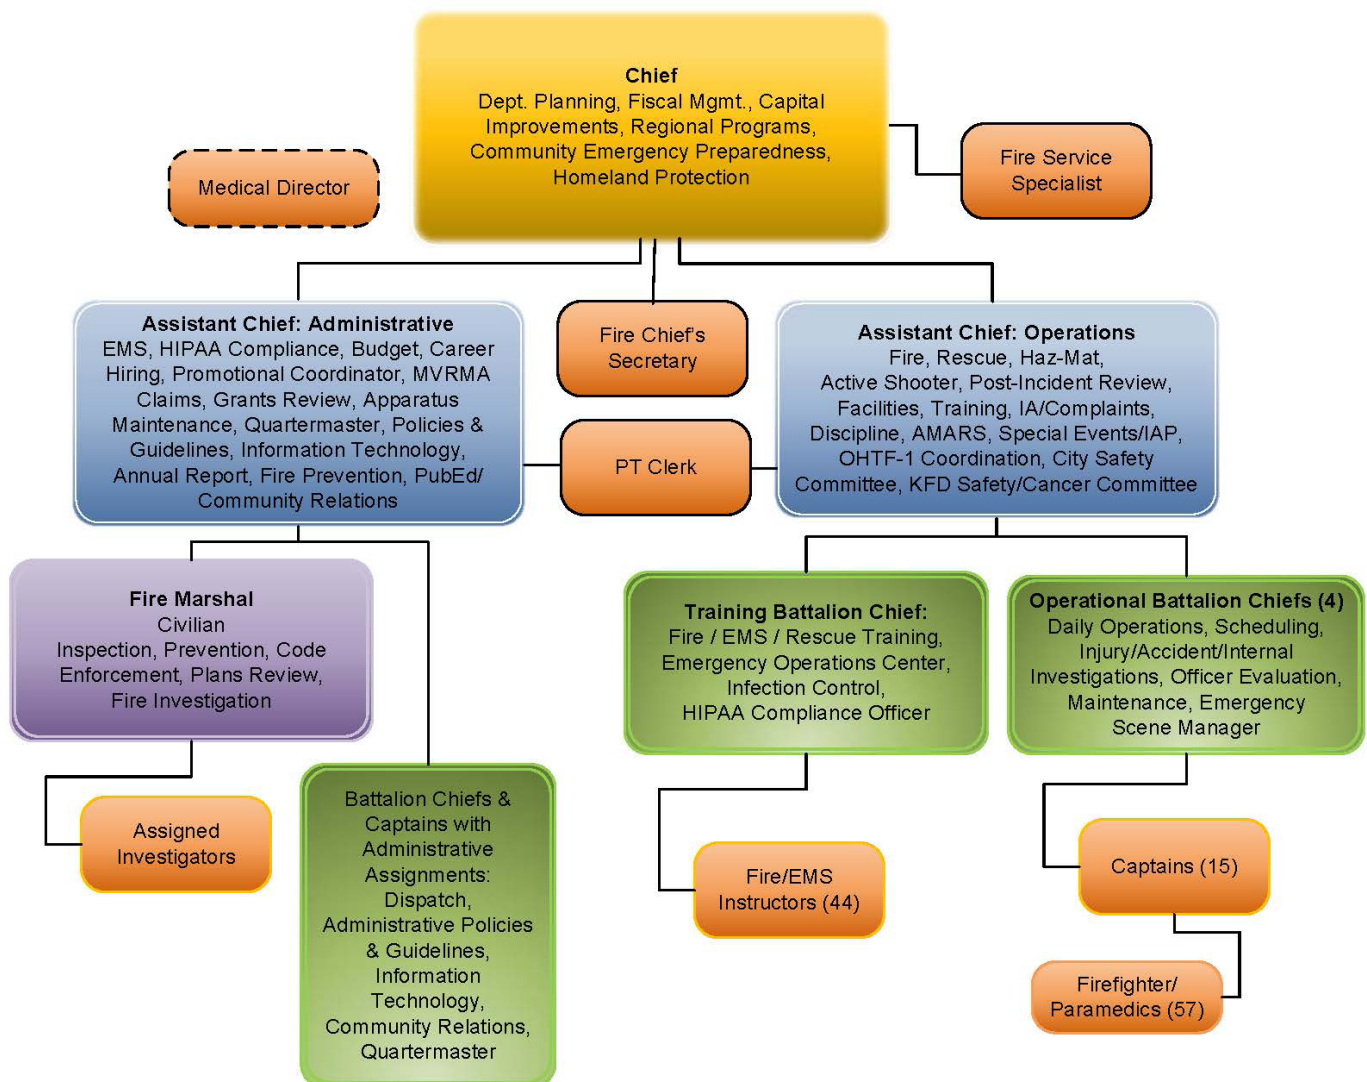 Chief
Dept. Planning, Fiscal Mgmt., Capital
Improvements, Regional Programs,
Community Emergency Preparedness,
Homeland Protection
Medical Director
Fire Service
Specialist
Assistant Chief: Administrative
EMS, HIPAA Compliance, Budget, Career
Hiring, Promotional Coordinator, MVRMA
Claims, Grants Review, Apparatus
Maintenance, Quartermaster, Policies &
Guidelines, Information Technology,
Annual Report, Fire Prevention, PubEd/
Community Relations
Fire Chief's
Secretary
PT Clerk
Assistant Chief: Operations
Fire, Rescue, Haz-Mat,
Active Shooter, Post-Incident Review,
Facilities, Training, IA/Complaints,
Discipline, AMARS, Special Events/IAP,
OHTF-1 Coordination, City Safety
Committee, KFD Safety/Cancer Committee
Fire Marshal
Civilian
Inspection, Prevention, Code
Enforcement, Plans Review,
Fire Investigation
Assigned
Investigators
Battalion Chiefs &
Captains with
Administrative
Assignments:
Dispatch,
Administrative Policies
& Guidelines,
Information
Technology,
Community Relations,
Quartermaster
Training Battalion Chief:
Fire / EMS / Rescue Training,
Emergency Operations Center,
Infection Control,
HIPAA Compliance Officer
Fire/EMS
Instructors (44)
Operational Battalion Chiefs (4)
Daily Operations, Scheduling,
Injury/Accident/Internal
Investigations, Officer Evaluation,
Maintenance, Emergency
Scene Manager
Captains (15)
Firefighter/
Paramedics (57)